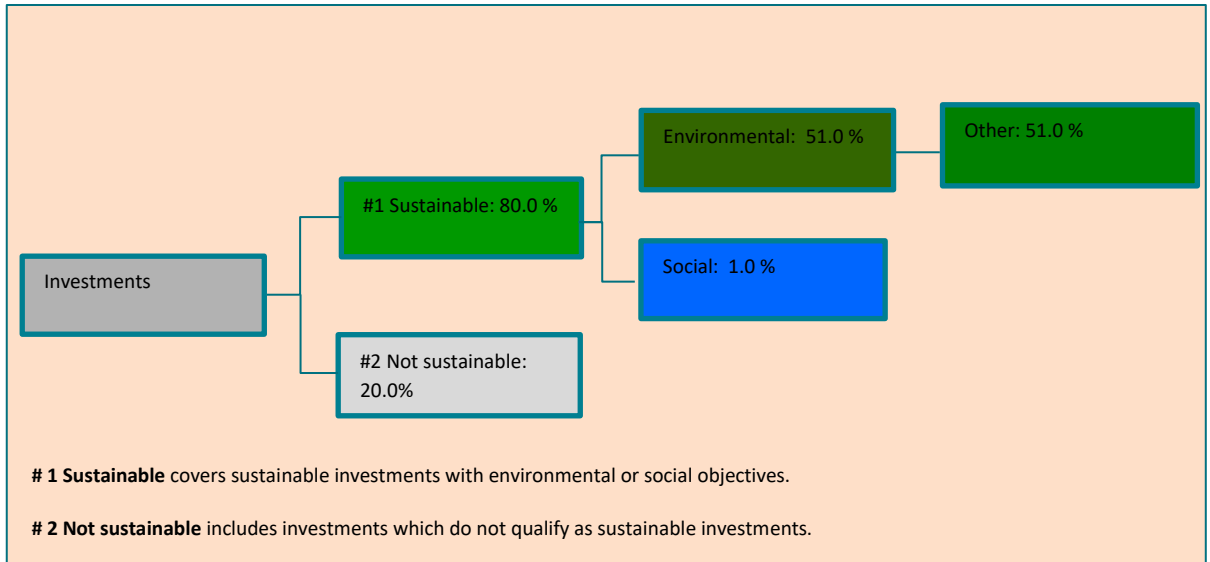 Investments
#1 Sustainable: 80.0 %
#2 Not sustainable:
20.0%
Environmental:  51.0 %
Social:  1.0 %
Other: 51.0 %
# 1 Sustainable covers sustainable investments with environmental or social objectives.
# 2 Not sustainable includes investments which do not qualify as sustainable investments.